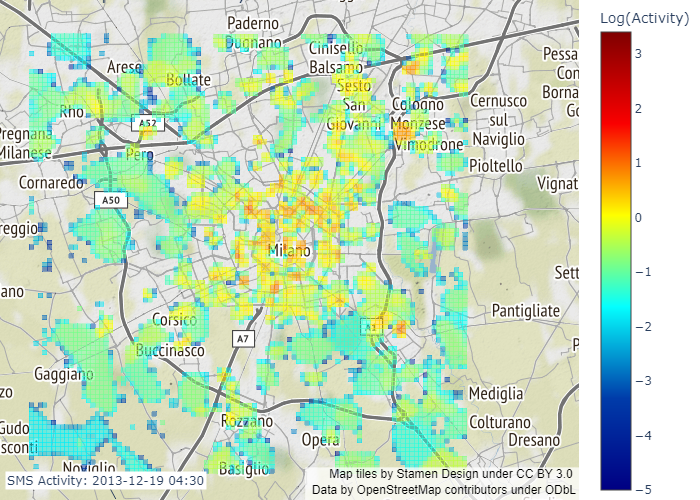 Log(Activity)
Paderno
Dugnano
Cinisello
Balsamo
Arese
Bollate
Sesto
San
Giovanni
Cologno
Monzese
Cernusco
sul
Naviglio
Pessa
Con
Borna
Go
Rho
A52
Pregnana
Milanese
Pero
Vimodrone
Pioltello
Cornaredo
Vignat
A50
reggio
Milano
Sett
ano
Pantigliate
Corsico
A7
Buccinasco
P
Gaggiano
zo
Mediglia
Rozzano
Colturano
Gudo
sconti
Opera
Dresano
Noviglio
Basiglio
SMS Activity: 2013-12-19 04:30
Map tiles by Stamen Design under CC BY 3.0
Data by OpenStreetMap contributors under ODbL
3
2
1
0
−1
−2
−3
−4
−5